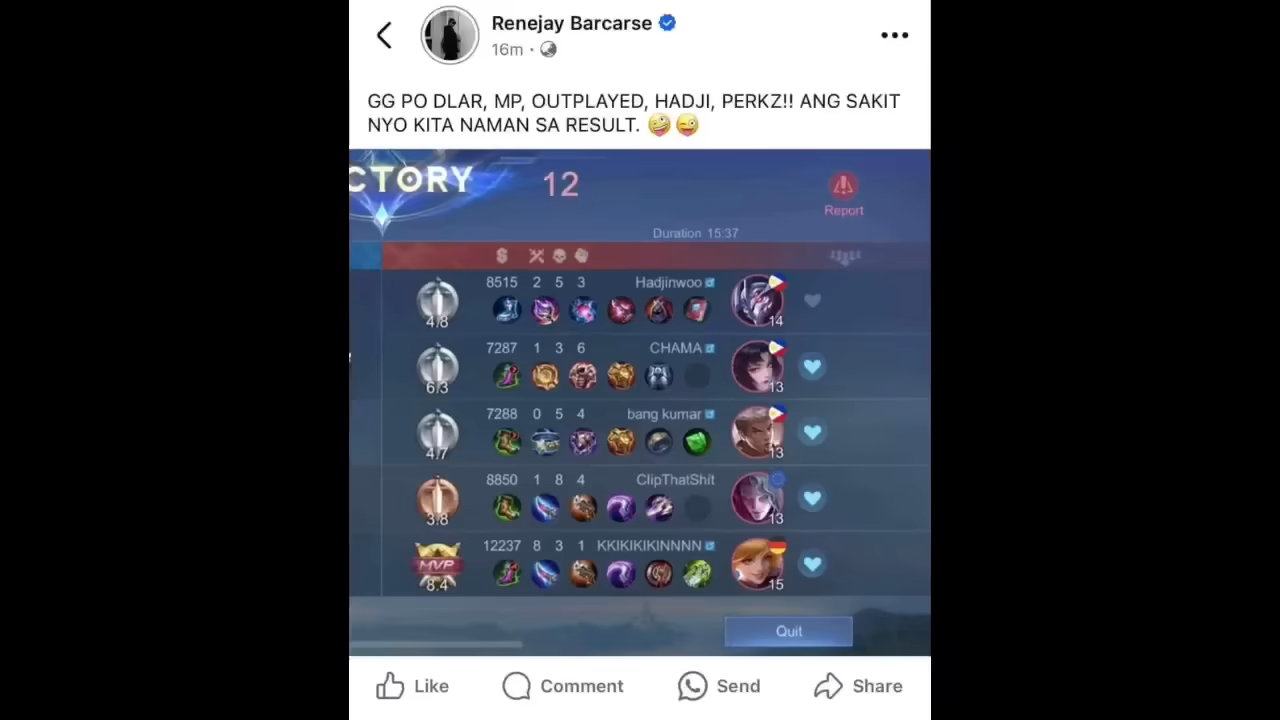 Renejay Barcarse
16m ·
GG PO DLAR, MP, OUTPLAYED, HADJI, PERKZ!! ANG SAKIT
NYO KITA NAMAN SA RESULT. 🤪😜
CTORY 12
Report
Duration 15:37
8515 2 5 3 Hadjinwoo
4.8 14
7287 1 3 6 CHAMA
6.3 13
7288 0 5 4 bang kumar
4.7 13
8850 1 8 4 ClipThatShit
3.8 13
12237 8 3 1 KKIKIKIKINNNN
MVP
8.4 15
Quit
Like Comment Send Share